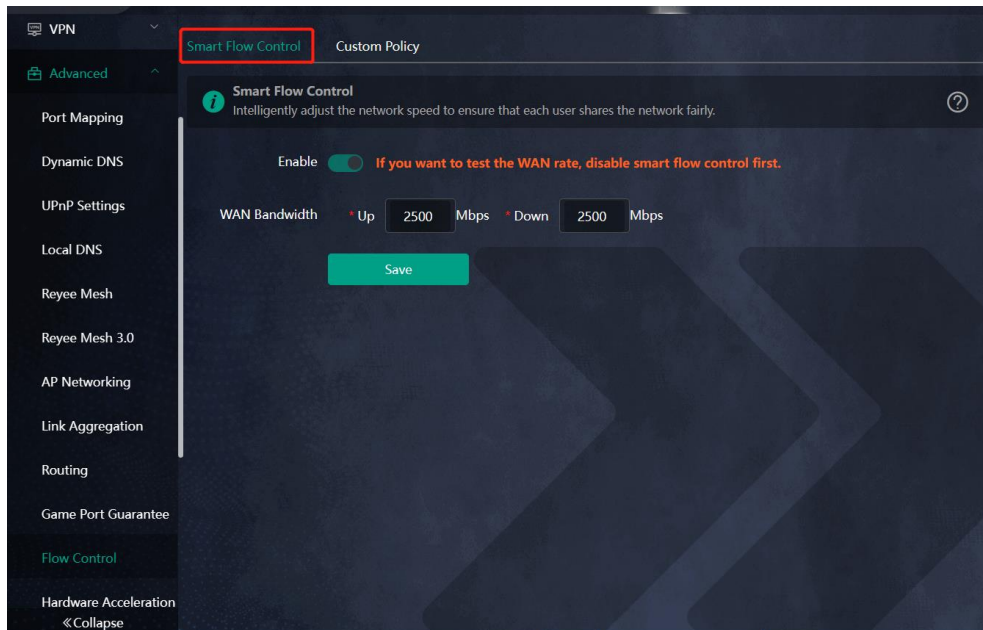 VPN
Advanced
Port Mapping
Dynamic DNS
UPnP Settings
Local DNS
Reyee Mesh
Reyee Mesh 3.0
AP Networking
Link Aggregation
Routing
Game Port Guarantee
Flow Control
Hardware Acceleration
«Collapse
Smart Flow Control Custom Policy
i Smart Flow Control
Intelligently adjust the network speed to ensure that each user shares the network fairly.
?
Enable If you want to test the WAN rate, disable smart flow control first.
WAN Bandwidth * Up 2500 Mbps * Down 2500 Mbps
Save